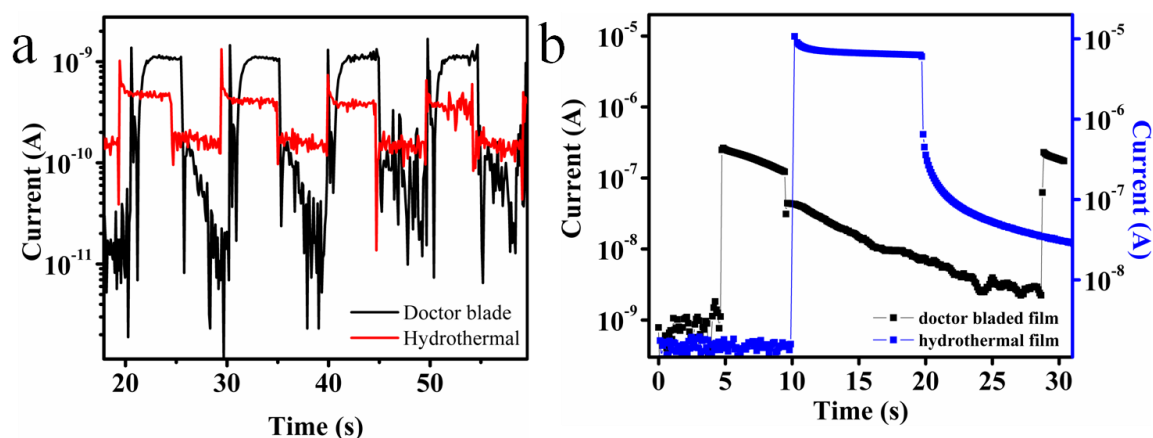 a
10⁻⁹
10⁻¹⁰
10⁻¹¹
Current (A)
Doctor blade
Hydrothermal
20 30 40 50
Time (s)
b
10⁻⁵
10⁻⁶
10⁻⁷
10⁻⁸
10⁻⁹
Current (A)
10⁻⁵
10⁻⁶
10⁻⁷
10⁻⁸
Current (A)
doctor bladed film
hydrothermal film
0 5 10 15 20 25 30
Time (s)